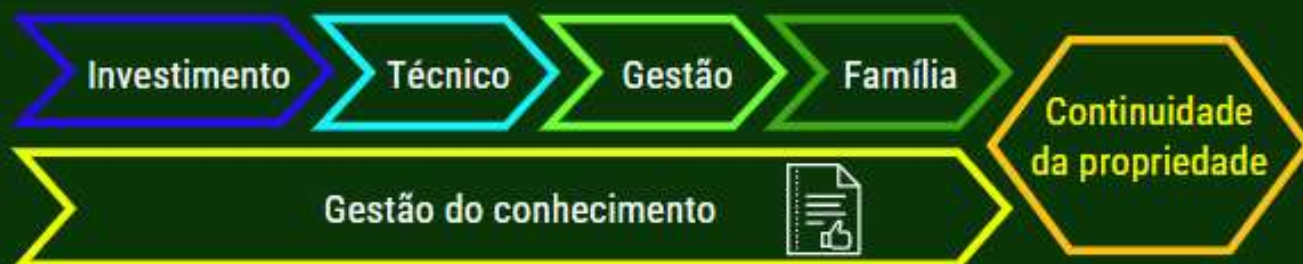 Investimento
Técnico
Gestão
Família
Continuidade
da propriedade
Gestão do conhecimento